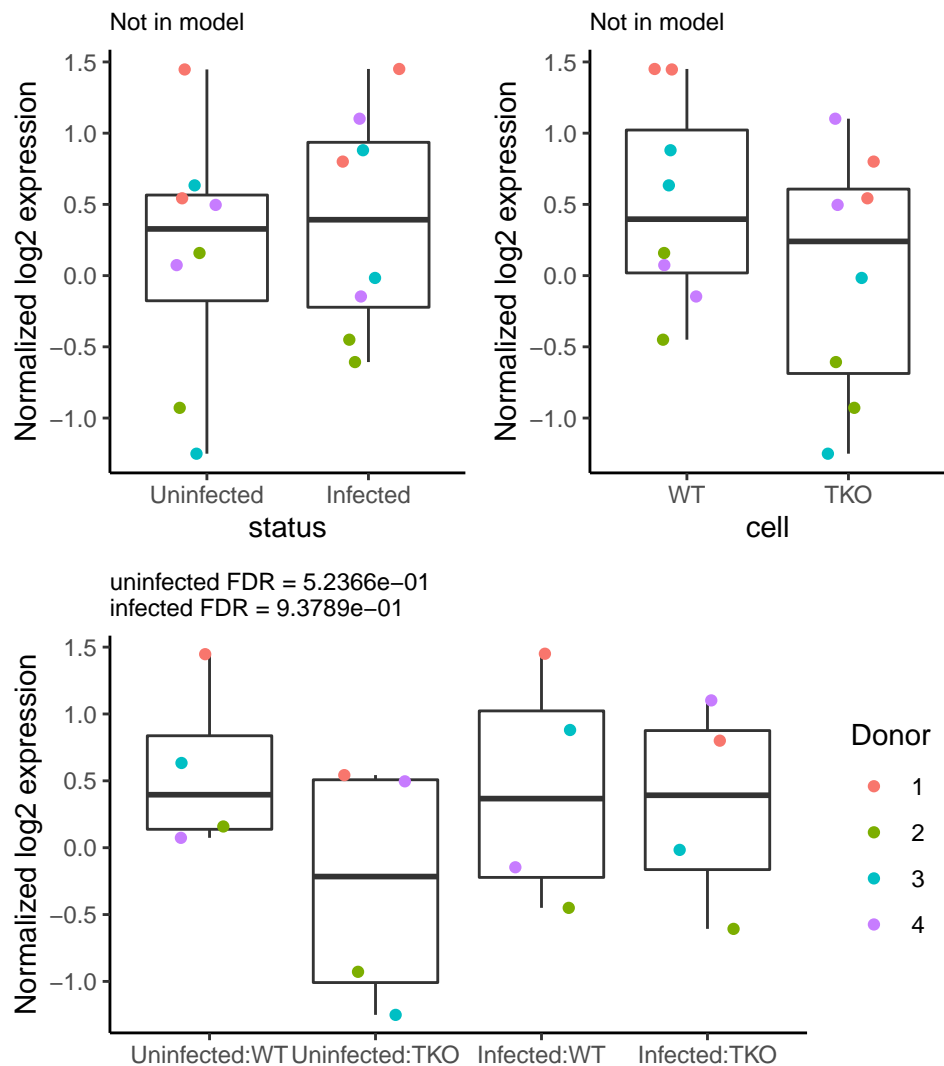 Not in model
Normalized log2 expression
1.5
1.0
0.5
0.0
−0.5
−1.0
Uninfected
Infected
status
Not in model
Normalized log2 expression
1.5
1.0
0.5
0.0
−0.5
−1.0
WT
TKO
cell
uninfected FDR = 5.2366e−01
infected FDR = 9.3789e−01
Normalized log2 expression
1.5
1.0
0.5
0.0
−0.5
−1.0
Uninfected:WT
Uninfected:TKO
Infected:WT
Infected:TKO
Donor
1
2
3
4